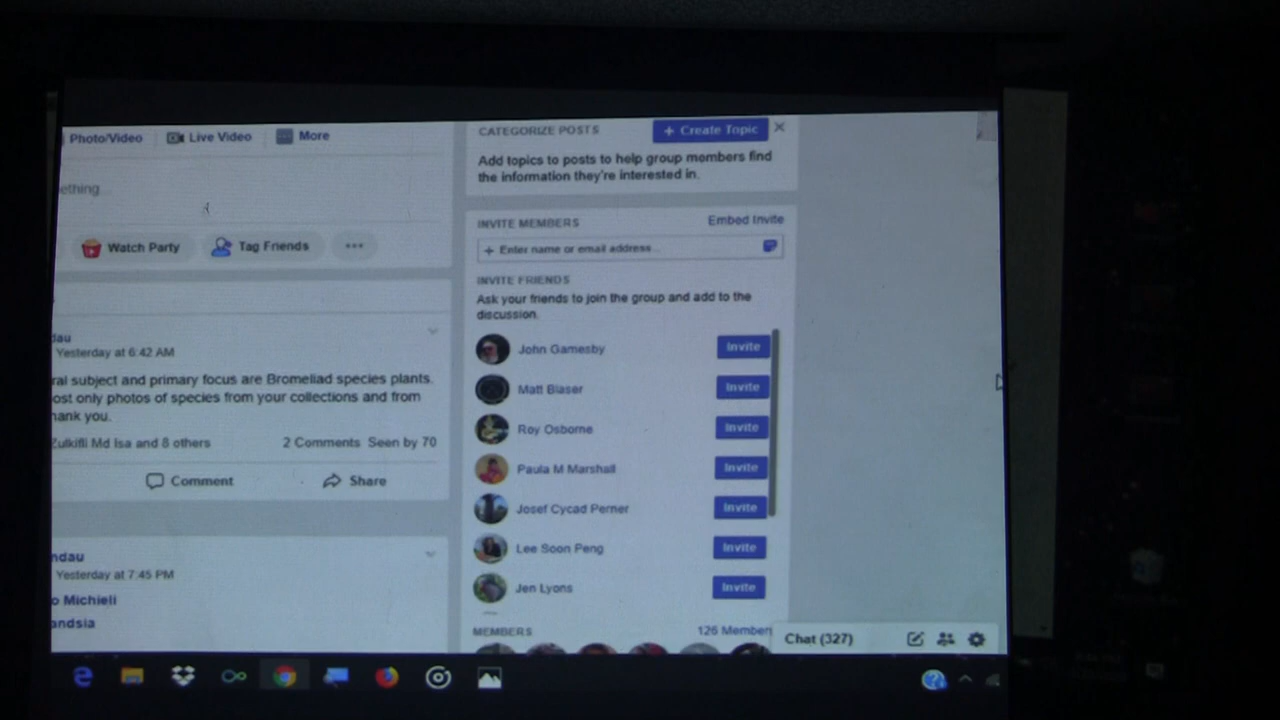 Photo/Video
Live Video
More
ething...
Watch Party
Tag Friends
Yesterday at 6:42 AM
ral subject and primary focus are Bromeliad species plants.
ost only photos of species from your collections and from
hank you.
Zulkifli Md Isa and 8 others
2 Comments Seen by 70
Comment
Share
ndau
Yesterday at 7:45 PM
o Michieli
andsia
CATEGORIZE POSTS
+ Create Topic
Add topics to posts to help group members find
the information they're interested in.
INVITE MEMBERS
Embed Invite
+ Enter name or email address...
INVITE FRIENDS
Ask your friends to join the group and add to the
discussion.
John Gamesby Invite
Matt Blaser Invite
Roy Osborne Invite
Paula M Marshall Invite
Josef Cycad Perner Invite
Lee Soon Peng Invite
Jen Lyons Invite
MEMBERS
126 Members
Chat (327)